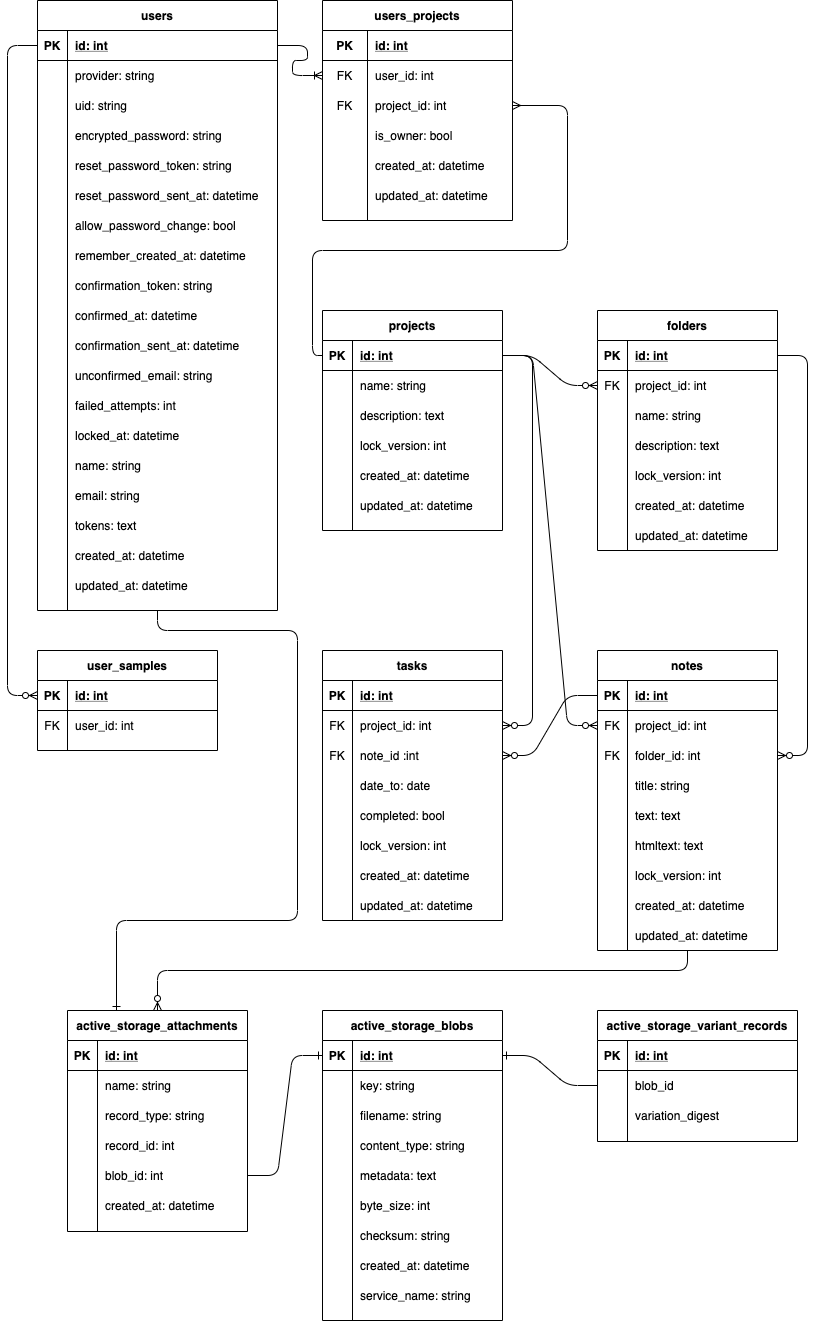 users
PK id: int
provider: string
uid: string
encrypted_password: string
reset_password_token: string
reset_password_sent_at: datetime
allow_password_change: bool
remember_created_at: datetime
confirmation_token: string
confirmed_at: datetime
confirmation_sent_at: datetime
unconfirmed_email: string
failed_attempts: int
locked_at: datetime
name: string
email: string
tokens: text
created_at: datetime
updated_at: datetime
users_projects
PK id: int
FK user_id: int
FK project_id: int
is_owner: bool
created_at: datetime
updated_at: datetime
projects
PK id: int
name: string
description: text
lock_version: int
created_at: datetime
updated_at: datetime
folders
PK id: int
FK project_id: int
name: string
description: text
lock_version: int
created_at: datetime
updated_at: datetime
user_samples
PK id: int
FK user_id: int
tasks
PK id: int
FK project_id: int
FK note_id :int
date_to: date
completed: bool
lock_version: int
created_at: datetime
updated_at: datetime
notes
PK id: int
FK project_id: int
FK folder_id: int
title: string
text: text
htmltext: text
lock_version: int
created_at: datetime
updated_at: datetime
active_storage_attachments
PK id: int
name: string
record_type: string
record_id: int
blob_id: int
created_at: datetime
active_storage_blobs
PK id: int
key: string
filename: string
content_type: string
metadata: text
byte_size: int
checksum: string
created_at: datetime
service_name: string
active_storage_variant_records
PK id: int
blob_id
variation_digest